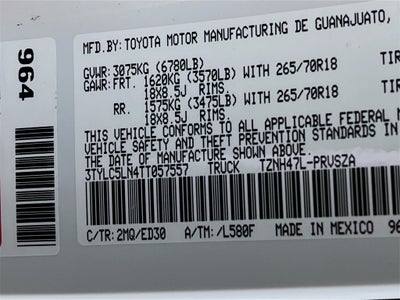 MFD.BY:TOYOTA MOTOR MANUFACTURING DE GUANAJUATO,
GVWR:3075KG (6780LB)
GAWR:FRT. 1620KG (3570LB) WITH 265/70R18 TIR
18X8.5J RIMS.
RR. 1575KG (3475LB) WITH 265/70R18 TIR
18X8.5J RIMS.
THIS VEHICLE CONFORMS TO ALL APPLICABLE FEDERAL
VEHICLE SAFETY AND THEFT PREVENTION STANDARDS IN
THE DATE OF MANUFACTURE SHOWN ABOVE.
3TYLC5LN4TT057557 TRUCK TZNH47L-PRVSZA
C/TR:2MQ/ED30 A/TM:/L580F MADE IN MEXICO 96
964